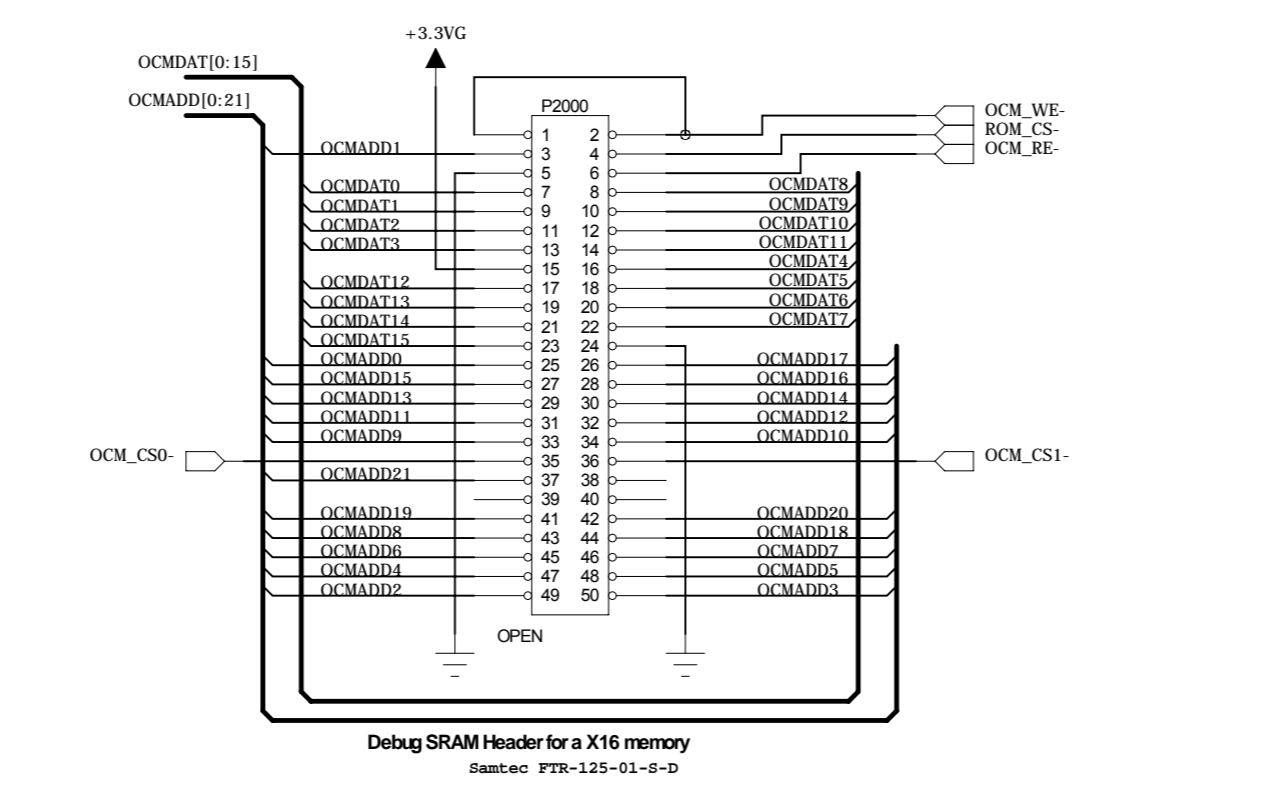 +3.3VG
OCMDAT[0:15]
OCMADD[0:21]
P2000
OCM_WE-
1 2
ROM_CS-
OCMADD1 3 4
OCM_RE-
5 6
OCMDAT0 7 8 OCMDAT8
OCMDAT1 9 10 OCMDAT9
OCMDAT2 11 12 OCMDAT10
OCMDAT3 13 14 OCMDAT11
15 16 OCMDAT4
OCMDAT12 17 18 OCMDAT5
OCMDAT13 19 20 OCMDAT6
OCMDAT14 21 22 OCMDAT7
OCMDAT15 23 24
OCMADD0 25 26 OCMADD17
OCMADD15 27 28 OCMADD16
OCMADD13 29 30 OCMADD14
OCMADD11 31 32 OCMADD12
OCMADD9 33 34 OCMADD10
OCM_CS0- 35 36 OCM_CS1-
OCMADD21 37 38
39 40
OCMADD19 41 42 OCMADD20
OCMADD8 43 44 OCMADD18
OCMADD6 45 46 OCMADD7
OCMADD4 47 48 OCMADD5
OCMADD2 49 50 OCMADD3
OPEN
Debug SRAM Header for a X16 memory
Samtec FTR-125-01-S-D